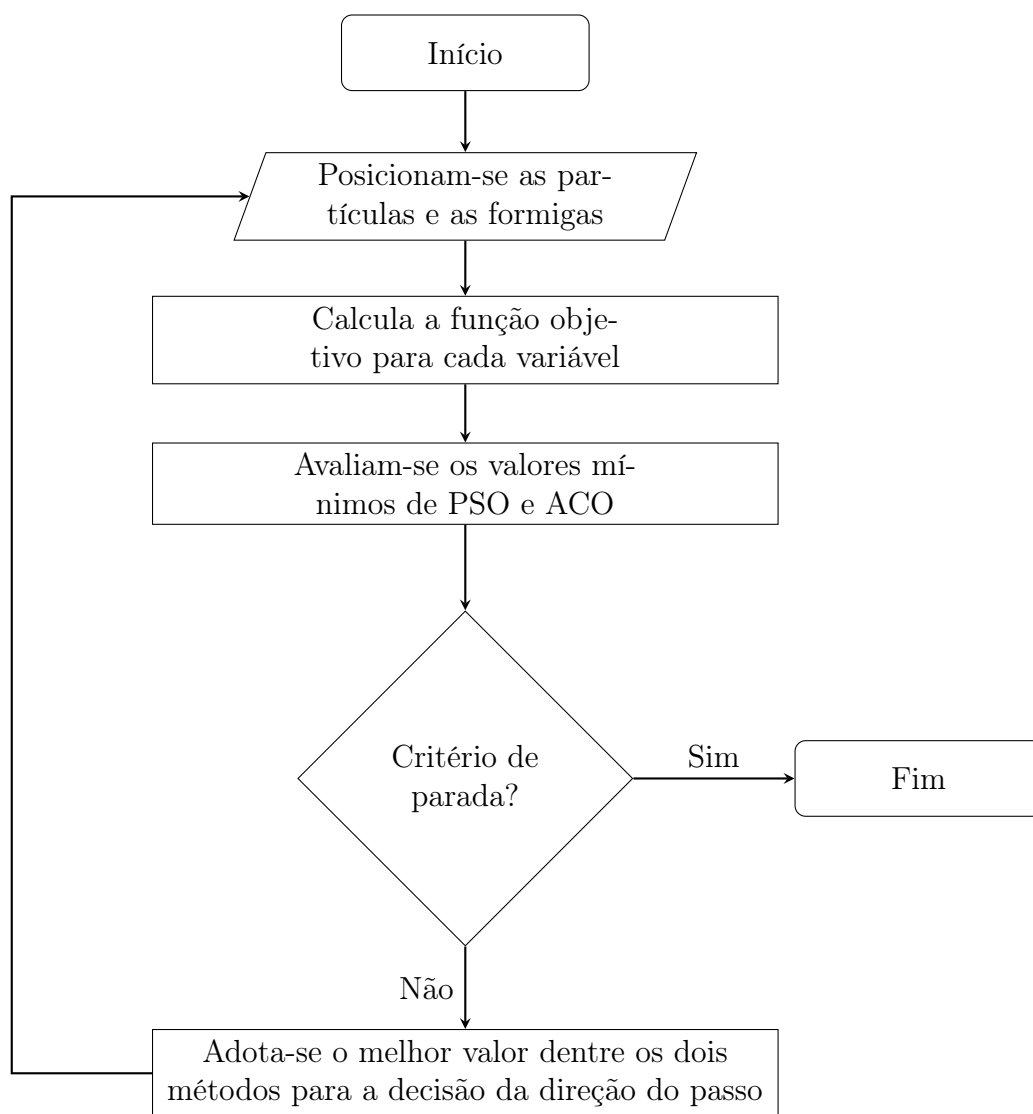 Início
Posicionam-se as par-
tículas e as formigas
Calcula a função obje-
tivo para cada variável
Avaliam-se os valores mí-
nimos de PSO e ACO
Critério de
parada?
Sim
Fim
Não
Adota-se o melhor valor dentre os dois
métodos para a decisão da direção do passo